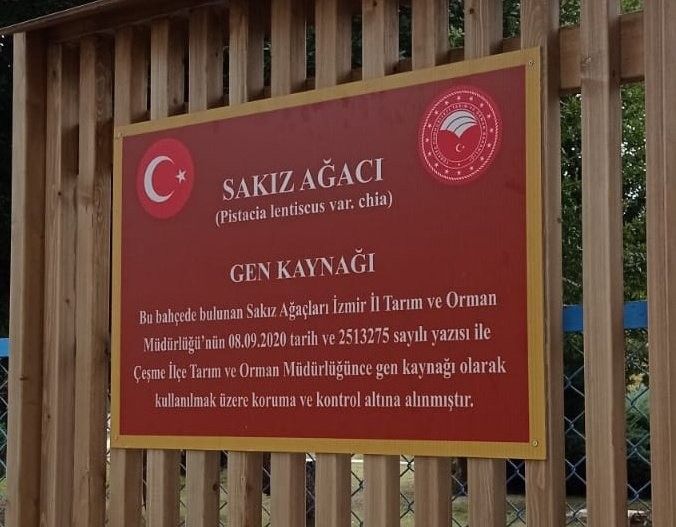 SAKIZ AĞACI
(Pistacia lentiscus var. chia)
GEN KAYNAĞI
Bu bahçede bulunan Sakız Ağaçları İzmir İl Tarım ve Orman
Müdürlüğü'nün 08.09.2020 tarih ve 2513275 sayılı yazısı ile
Çeşme İlçe Tarım ve Orman Müdürlüğünce gen kaynağı olarak
kullanılmak üzere koruma ve kontrol altına alınmıştır.